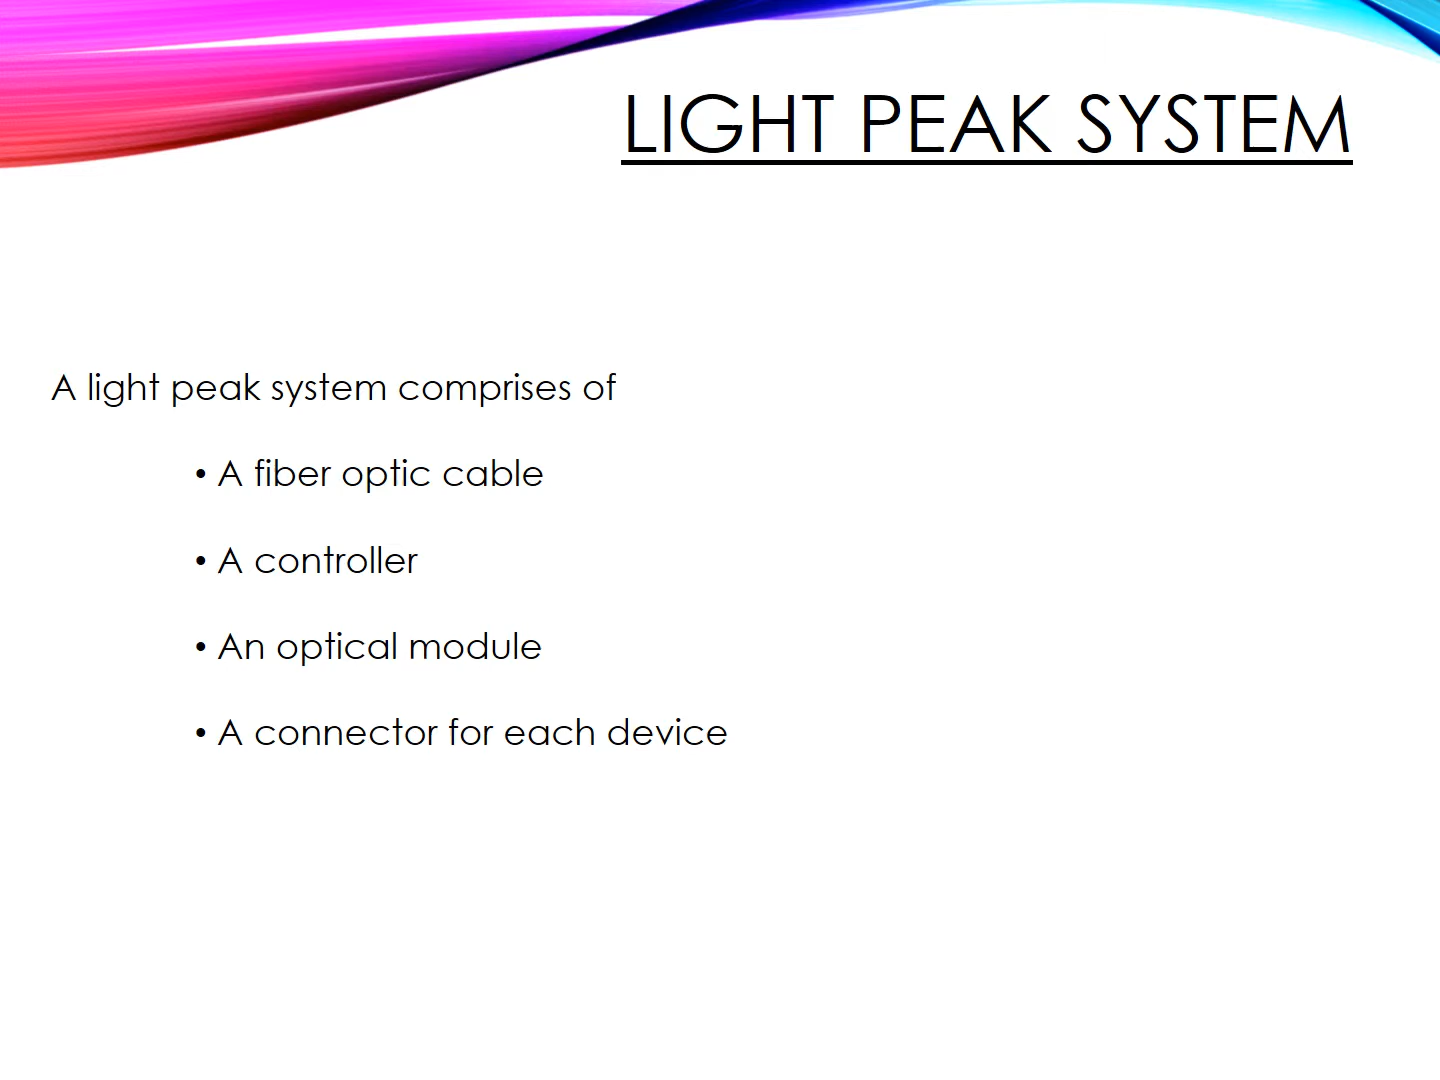 LIGHT PEAK SYSTEM
A light peak system comprises of
• A fiber optic cable
• A controller
• An optical module
• A connector for each device